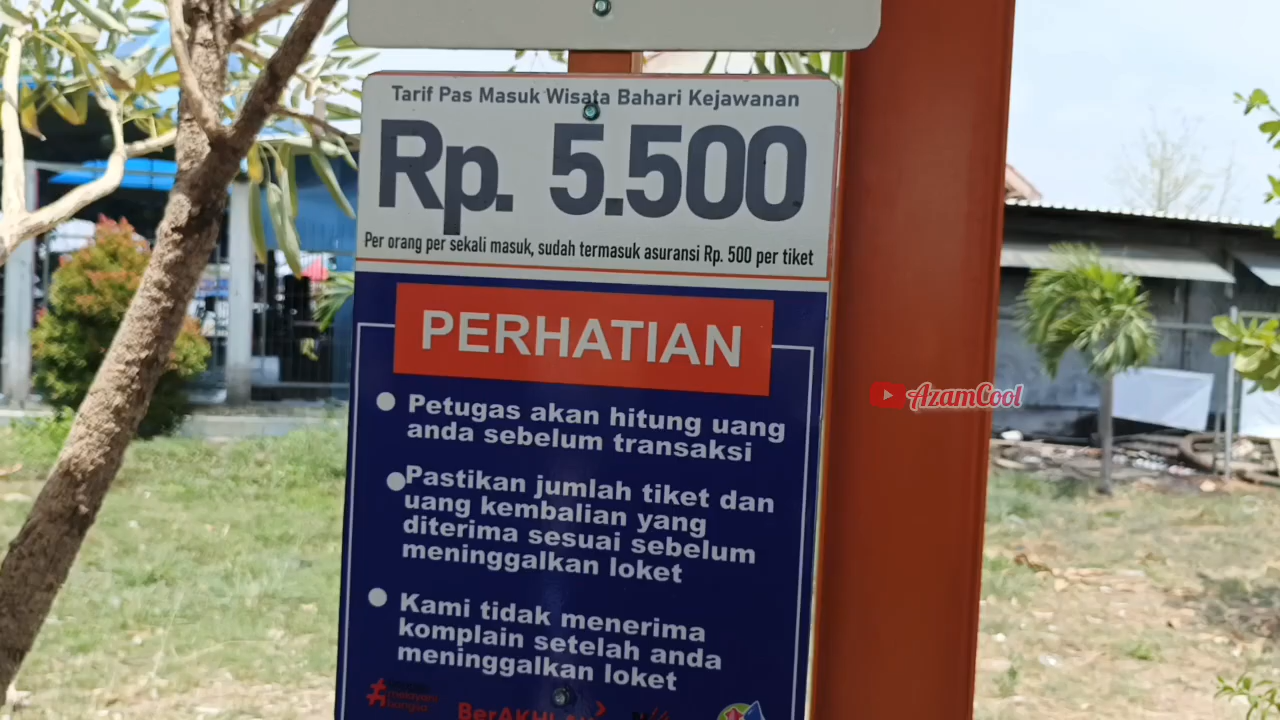 Tarif Pas Masuk Wisata Bahari Kejawanan
Rp. 5.500
Per orang per sekali masuk, sudah termasuk asuransi Rp. 500 per tiket
PERHATIAN
Petugas akan hitung uang
anda sebelum transaksi
Pastikan jumlah tiket dan
uang kembalian yang
diterima sesuai sebelum
meninggalkan loket
Kami tidak menerima
komplain setelah anda
meninggalkan loket
AzamCool
melayani
bangsa